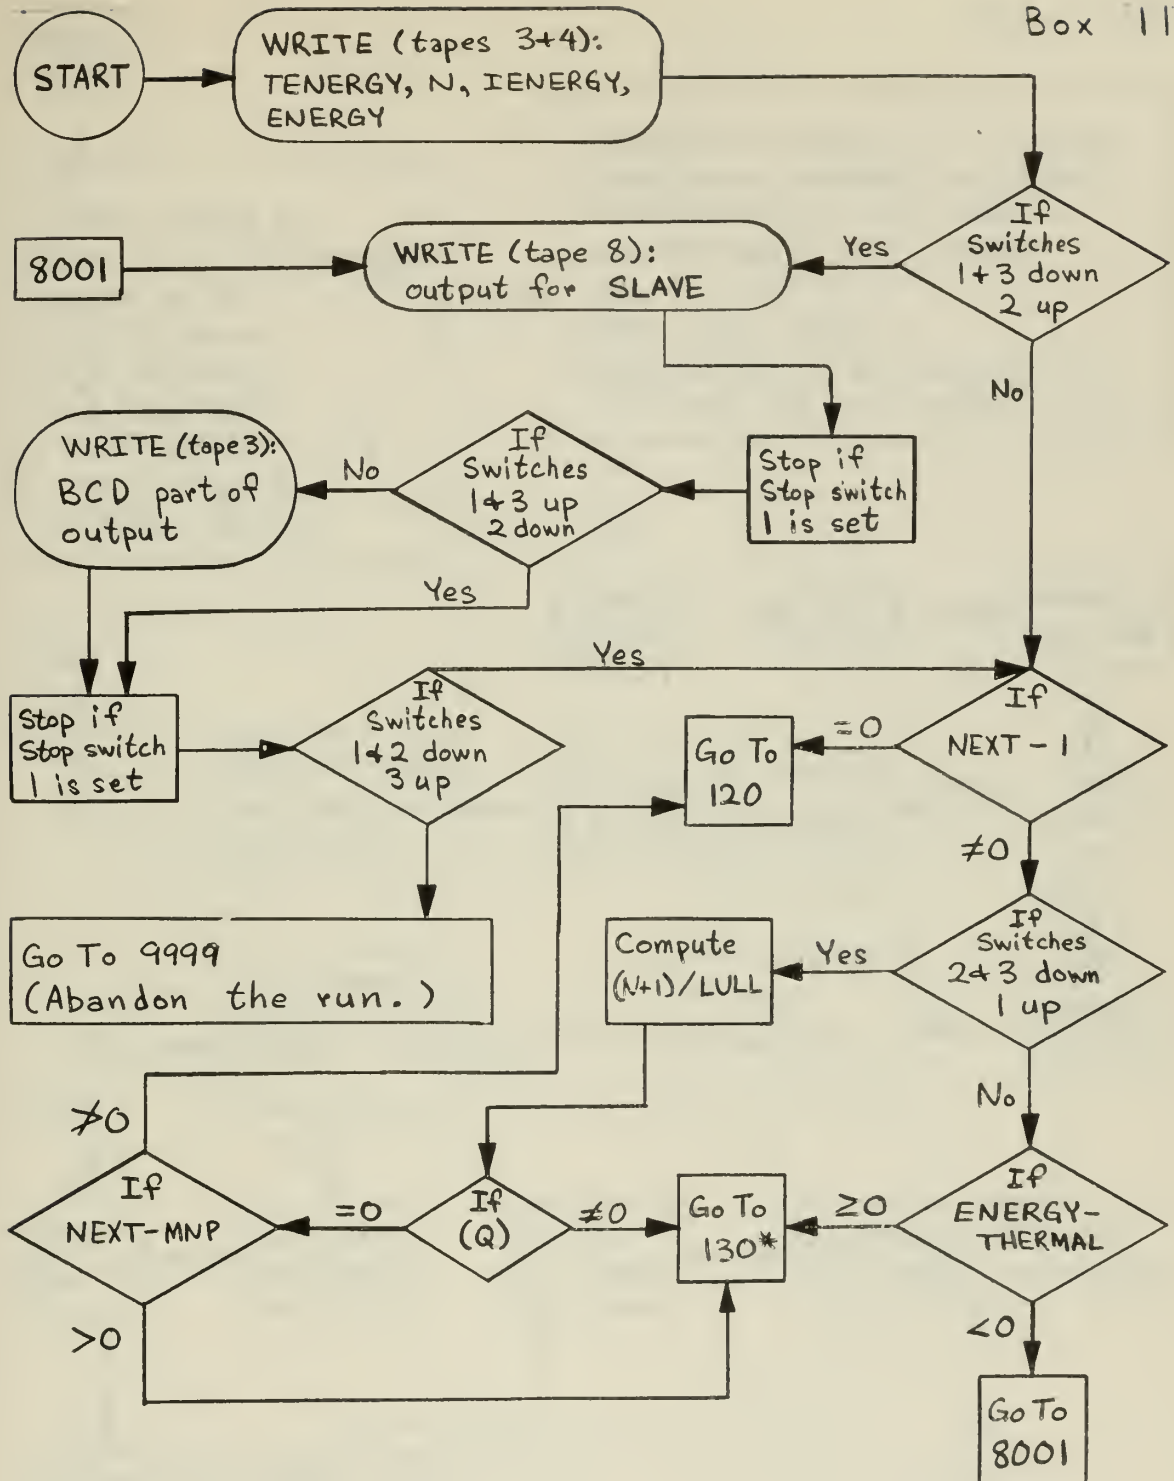 Box 11
START
WRITE (tapes 3+4):
TENERGY, N, IENERGY,
ENERGY
If
Switches
1 & 3 down
2 up
Yes
No
8001
WRITE (tape 8):
output for SLAVE
Stop if
Stop switch
1 is set
If
Switches
1 & 3 up
2 down
No
Yes
WRITE (tape 3):
BCD part of
output
Stop if
Stop switch
1 is set
If
Switches
1 & 2 down
3 up
Yes
Go To 9999
(Abandon the run.)
If
NEXT - 1
=0
≠0
Go To
120
If
Switches
2 & 3 down
1 up
Yes
No
Compute
(N+1)/LULL
If
(Q)
=0
≠0
If
NEXT-MNP
≯0
>0
Go To
130*
If
ENERGY-
THERMAL
≥0
<0
Go To
8001